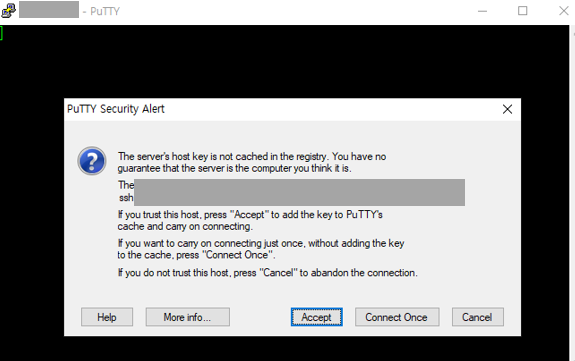 - PuTTY
PuTTY Security Alert
The server's host key is not cached in the registry. You have no
guarantee that the server is the computer you think it is.
The
ssh
If you trust this host, press "Accept" to add the key to PuTTY's
cache and carry on connecting.
If you want to carry on connecting just once, without adding the key
to the cache, press "Connect Once".
If you do not trust this host, press "Cancel" to abandon the connection.
Help More info... Accept Connect Once Cancel